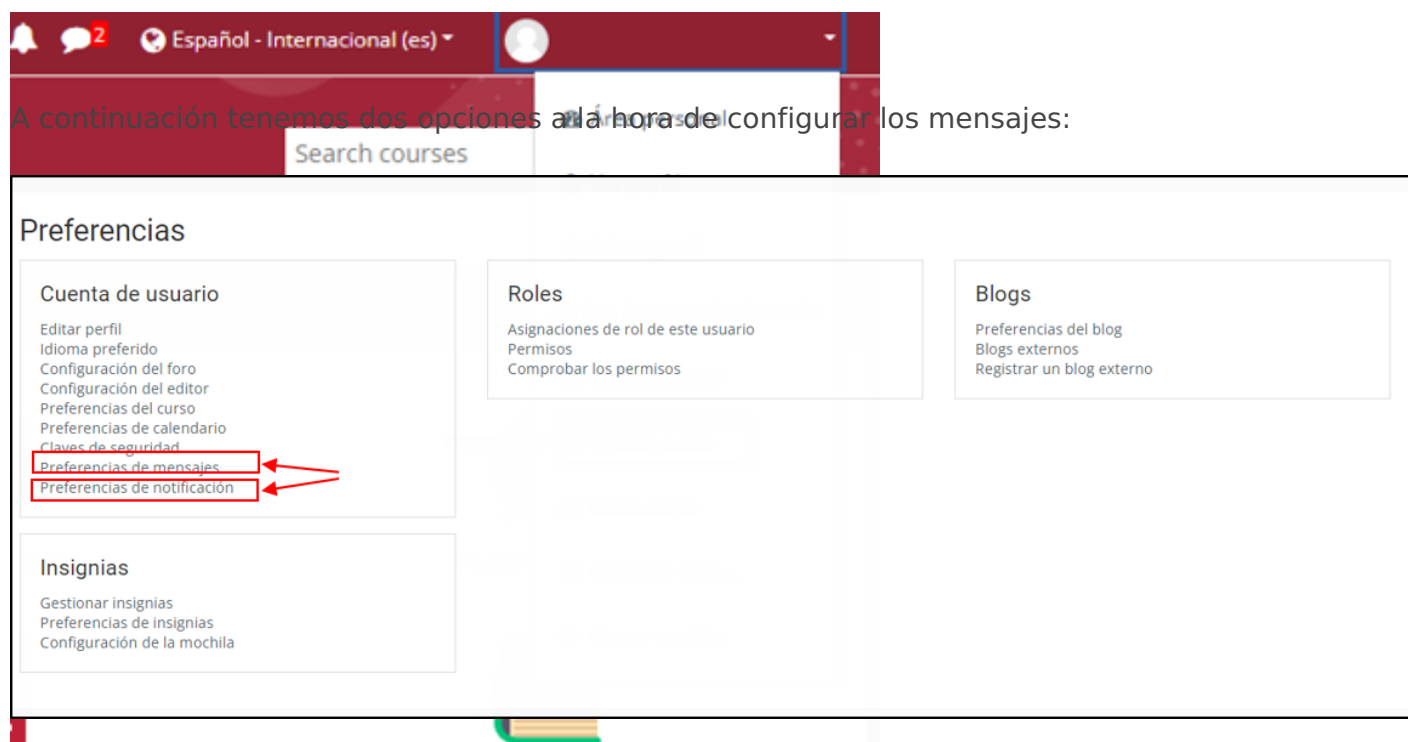 2
Español - Internacional (es)
Área personal
A continuación tenemos dos opciones a la hora de configurar los mensajes:
Search courses
Preferencias
Cuenta de usuario
Editar perfil
Idioma preferido
Configuración del foro
Configuración del editor
Preferencias del curso
Preferencias de calendario
Claves de seguridad
Preferencias de mensajes
Preferencias de notificación
Roles
Asignaciones de rol de este usuario
Permisos
Comprobar los permisos
Blogs
Preferencias del blog
Blogs externos
Registrar un blog externo
Insignias
Gestionar insignias
Preferencias de insignias
Configuración de la mochila